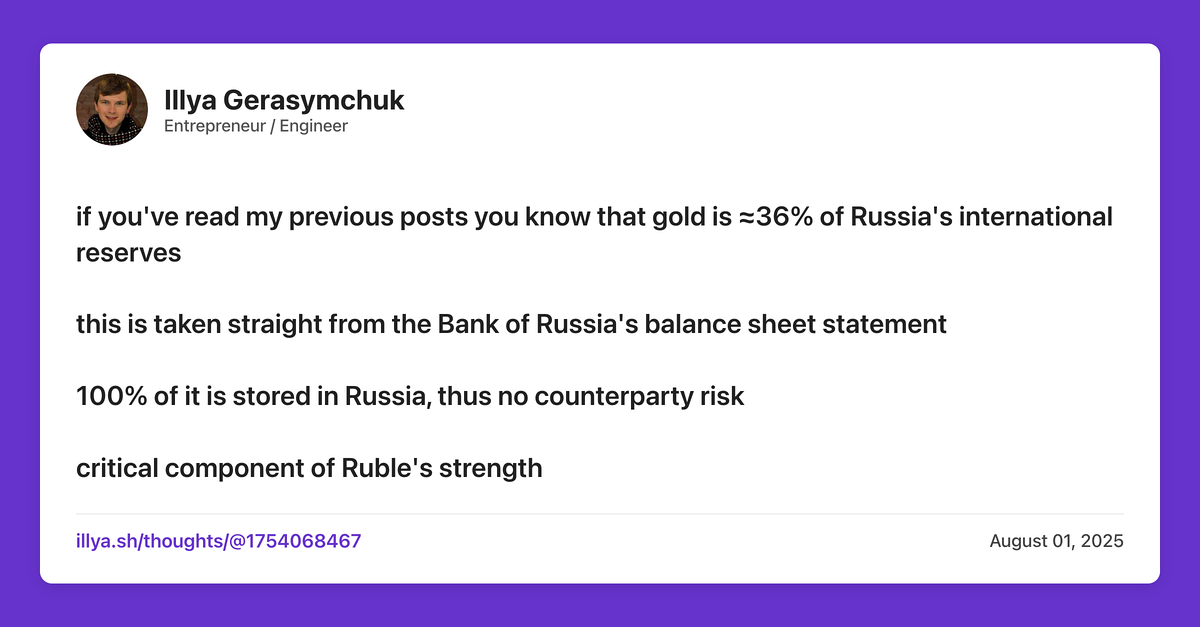 Illya Gerasymchuk
Entrepreneur / Engineer
if you've read my previous posts you know that gold is ≈36% of Russia's international
reserves
this is taken straight from the Bank of Russia's balance sheet statement
100% of it is stored in Russia, thus no counterparty risk
critical component of Ruble's strength
illya.sh/thoughts/@1754068467
August 01, 2025